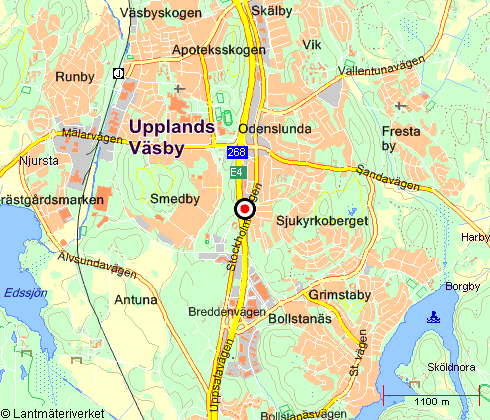 Väsbyskogen
Skälby
Apoteksskogen
Vik
Runby
Vallentunavägen
Upplands
Väsby
Odenslunda
Mälarvägen
268
Fresta
by
Njursta
E4
Sandavägen
rästgårdsmarken
Smedby
Stockholmsvägen
Sjukyrkoberget
Harby
Älvsundavägen
Edssjön
Antuna
Grimstaby
Borgby
Breddenvägen
Bollstanäs
Uppsalavägen
St. vägen
Sköldnora
1100 m
© Lantmäteriverket
Bollstanäsvägen